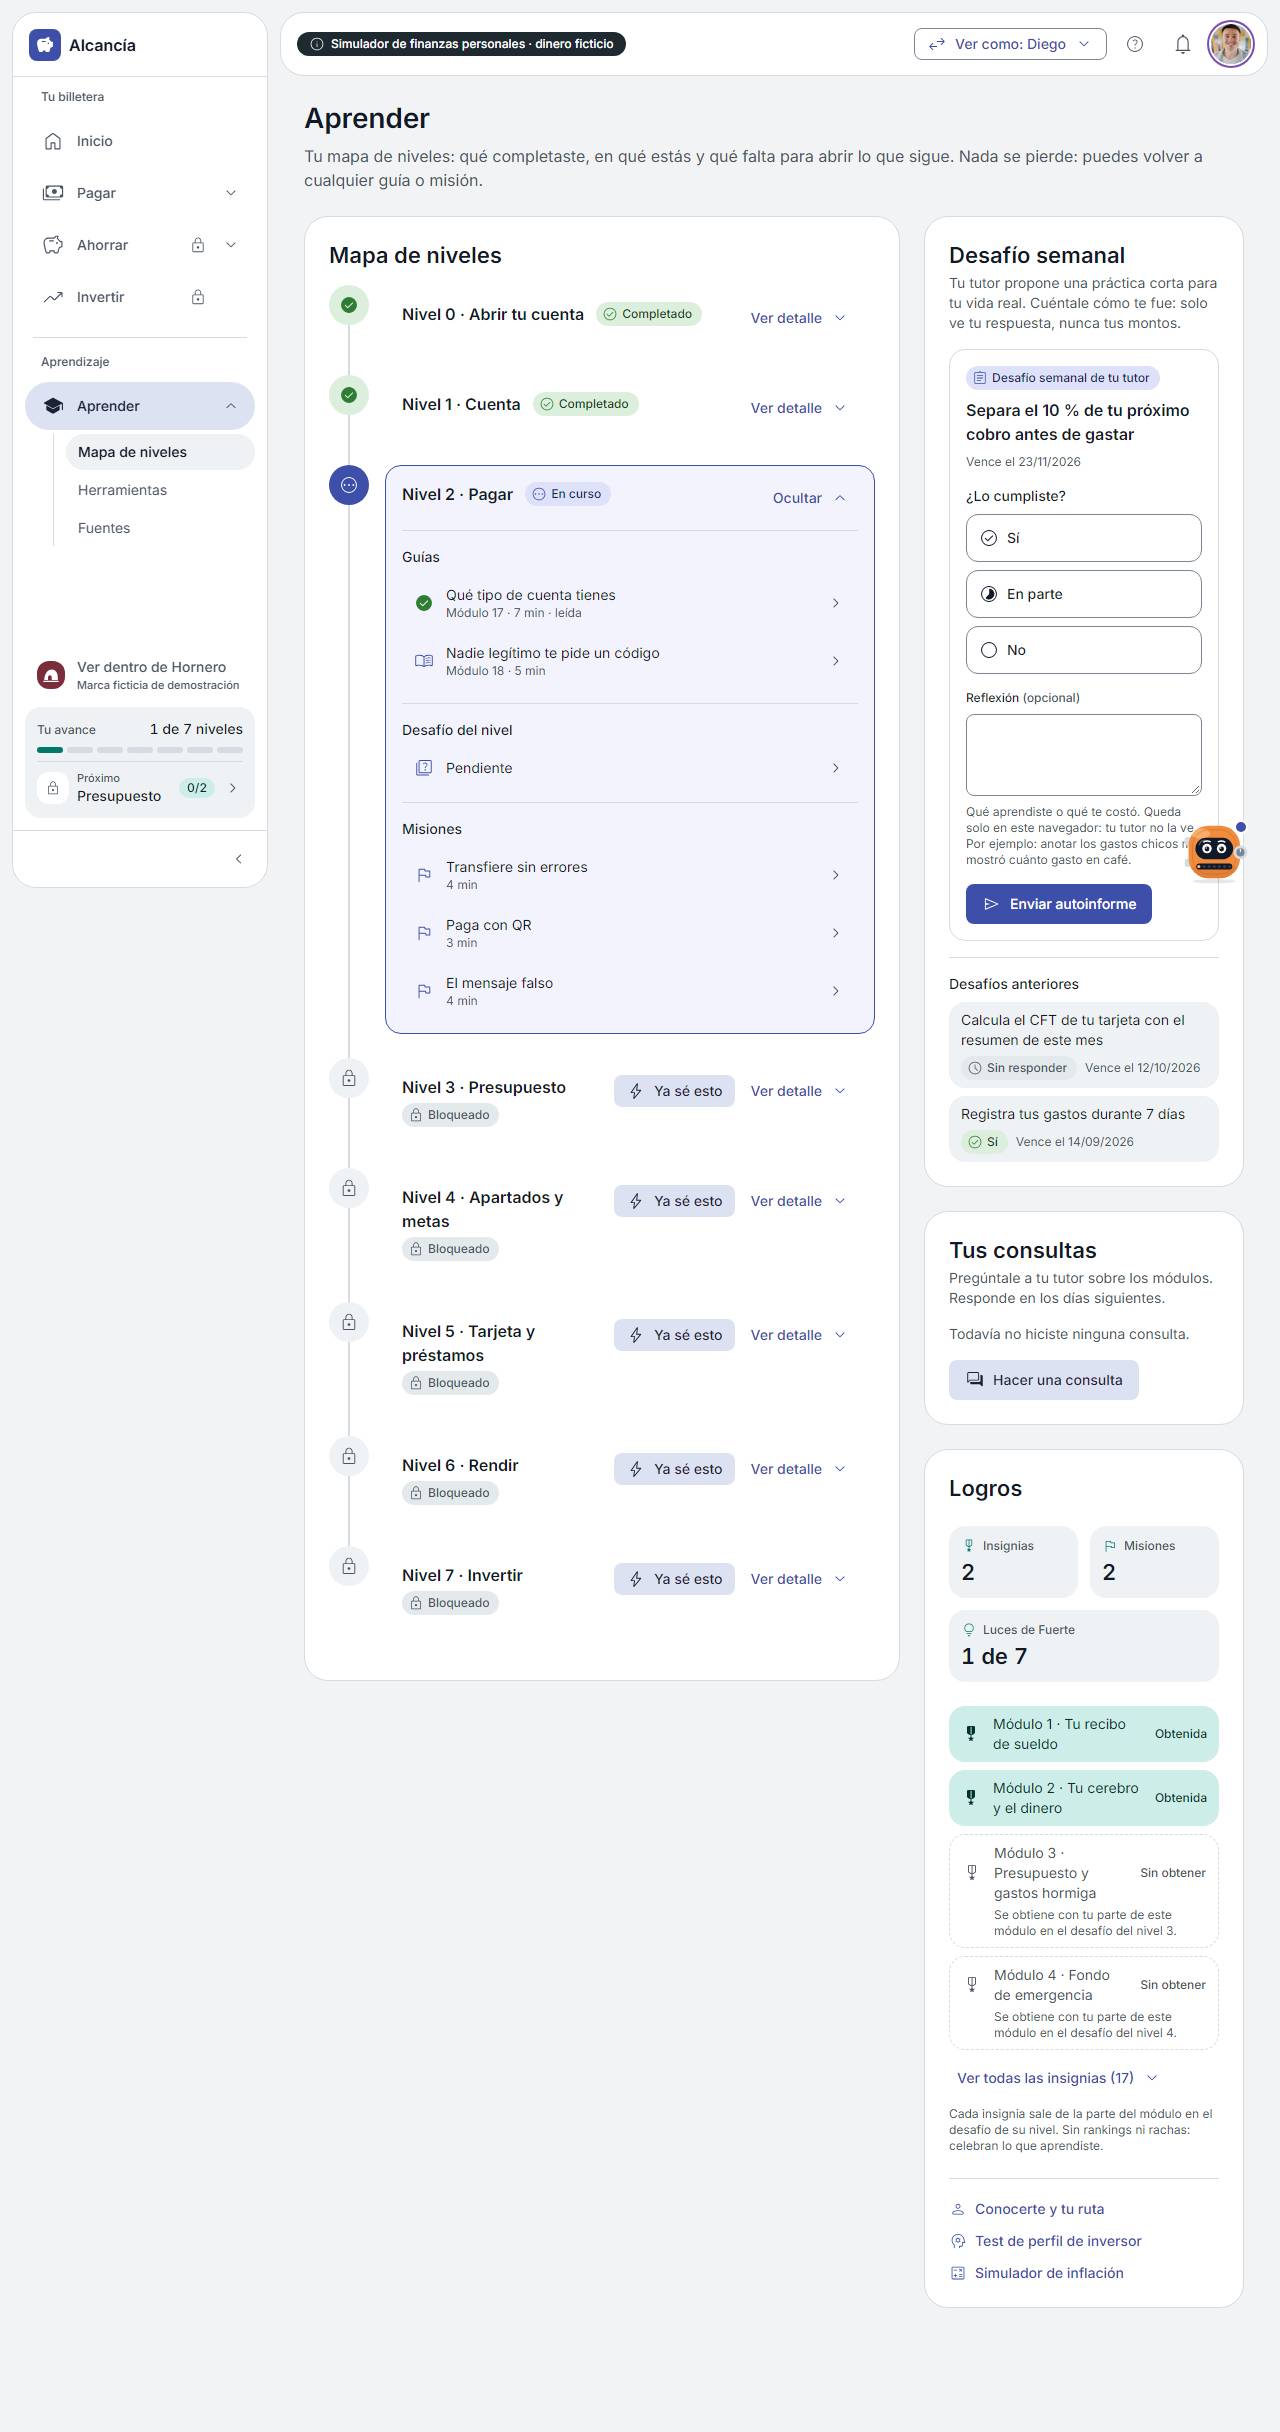 Alcancía
Tu billetera
Inicio
Pagar
Ahorrar
Invertir
Aprendizaje
Aprender
Mapa de niveles
Herramientas
Fuentes
Ver dentro de Hornero
Marca ficticia de demostración
Tu avance 1 de 7 niveles
Próximo
Presupuesto 0/2
Simulador de finanzas personales · dinero ficticio
Ver como: Diego
Aprender
Tu mapa de niveles: qué completaste, en qué estás y qué falta para abrir lo que sigue. Nada se pierde: puedes volver a
cualquier guía o misión.
Mapa de niveles
Nivel 0 · Abrir tu cuenta Completado Ver detalle
Nivel 1 · Cuenta Completado Ver detalle
Nivel 2 · Pagar En curso Ocultar
Guías
Qué tipo de cuenta tienes
Módulo 17 · 7 min · leída
Nadie legítimo te pide un código
Módulo 18 · 5 min
Desafío del nivel
Pendiente
Misiones
Transfiere sin errores
4 min
Paga con QR
3 min
El mensaje falso
4 min
Nivel 3 · Presupuesto Ya sé esto Ver detalle
Bloqueado
Nivel 4 · Apartados y Ya sé esto Ver detalle
metas
Bloqueado
Nivel 5 · Tarjeta y Ya sé esto Ver detalle
préstamos
Bloqueado
Nivel 6 · Rendir Ya sé esto Ver detalle
Bloqueado
Nivel 7 · Invertir Ya sé esto Ver detalle
Bloqueado
Desafío semanal
Tu tutor propone una práctica corta para
tu vida real. Cuéntale cómo te fue: solo
ve tu respuesta, nunca tus montos.
Desafío semanal de tu tutor
Separa el 10 % de tu próximo
cobro antes de gastar
Vence el 23/11/2026
¿Lo cumpliste?
Sí
En parte
No
Reflexión (opcional)
Qué aprendiste o qué te costó. Queda
solo en este navegador: tu tutor no la ve.
Por ejemplo: anotar los gastos chicos
mostró cuánto gasto en café.
Enviar autoinforme
Desafíos anteriores
Calcula el CFT de tu tarjeta con el
resumen de este mes
Sin responder Vence el 12/10/2026
Registra tus gastos durante 7 días
Sí Vence el 14/09/2026
Tus consultas
Pregúntale a tu tutor sobre los módulos.
Responde en los días siguientes.
Todavía no hiciste ninguna consulta.
Hacer una consulta
Logros
Insignias Misiones
2 2
Luces de Fuerte
1 de 7
Módulo 1 · Tu recibo
de sueldo
Obtenida
Módulo 2 · Tu cerebro
y el dinero
Obtenida
Módulo 3 ·
Presupuesto y
gastos hormiga
Sin obtener
Se obtiene con tu parte de este
módulo en el desafío del nivel 3.
Módulo 4 · Fondo
de emergencia
Sin obtener
Se obtiene con tu parte de este
módulo en el desafío del nivel 4.
Ver todas las insignias (17)
Cada insignia sale de la parte del módulo en el
desafío de su nivel. Sin rankings ni rachas:
celebran lo que aprendiste.
Conocerte y tu ruta
Test de perfil de inversor
Simulador de inflación